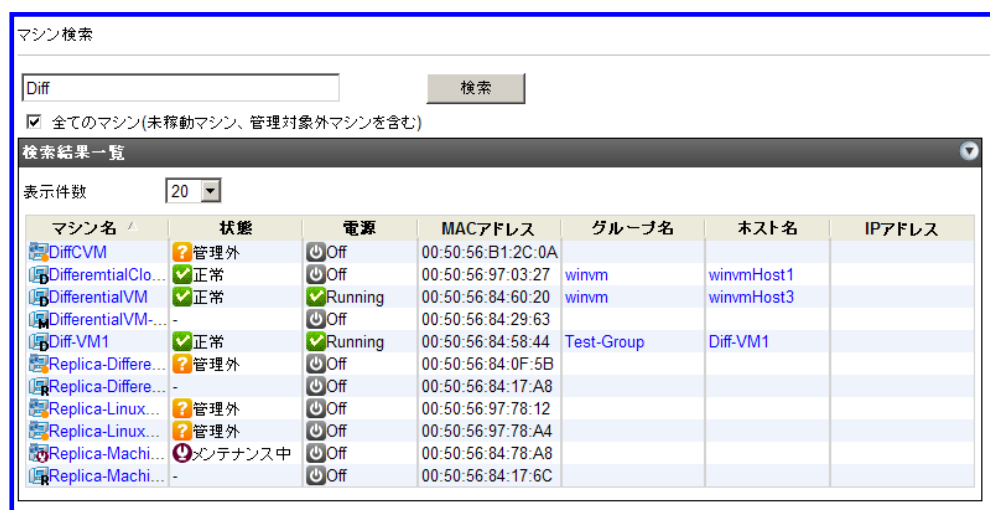 マシン検索
Diff 検索
全てのマシン(未稼動マシン、管理対象外マシンを含む)
検索結果一覧
表示件数 20
マシン名 状態 電源 MACアドレス グループ名 ホスト名 IPアドレス
DiffCVM 管理外 Off 00:50:56:B1:2C:0A
DifferemtialClo... 正常 Off 00:50:56:97:03:27 winvm winvmHost1
DifferentialVM 正常 Running 00:50:56:84:60:20 winvm winvmHost3
DifferentialVM-... - Off 00:50:56:84:29:63
Diff-VM1 正常 Running 00:50:56:84:58:44 Test-Group Diff-VM1
Replica-Differe... 管理外 Off 00:50:56:84:0F:5B
Replica-Differe... - Off 00:50:56:84:17:A8
Replica-Linux... 管理外 Off 00:50:56:97:78:12
Replica-Linux... 管理外 Off 00:50:56:97:78:A4
Replica-Machi... メンテナンス中 Off 00:50:56:84:78:A8
Replica-Machi... - Off 00:50:56:84:17:6C